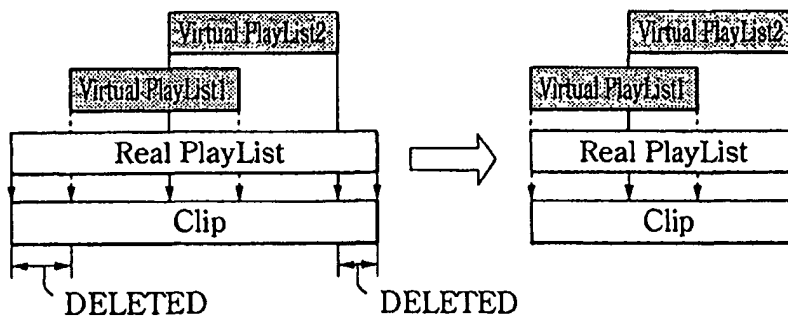 Virtual PlayList2
Virtual PlayList1
Real PlayList
Clip
DELETED
DELETED
Virtual PlayList2
Virtual PlayList1
Real PlayList
Clip